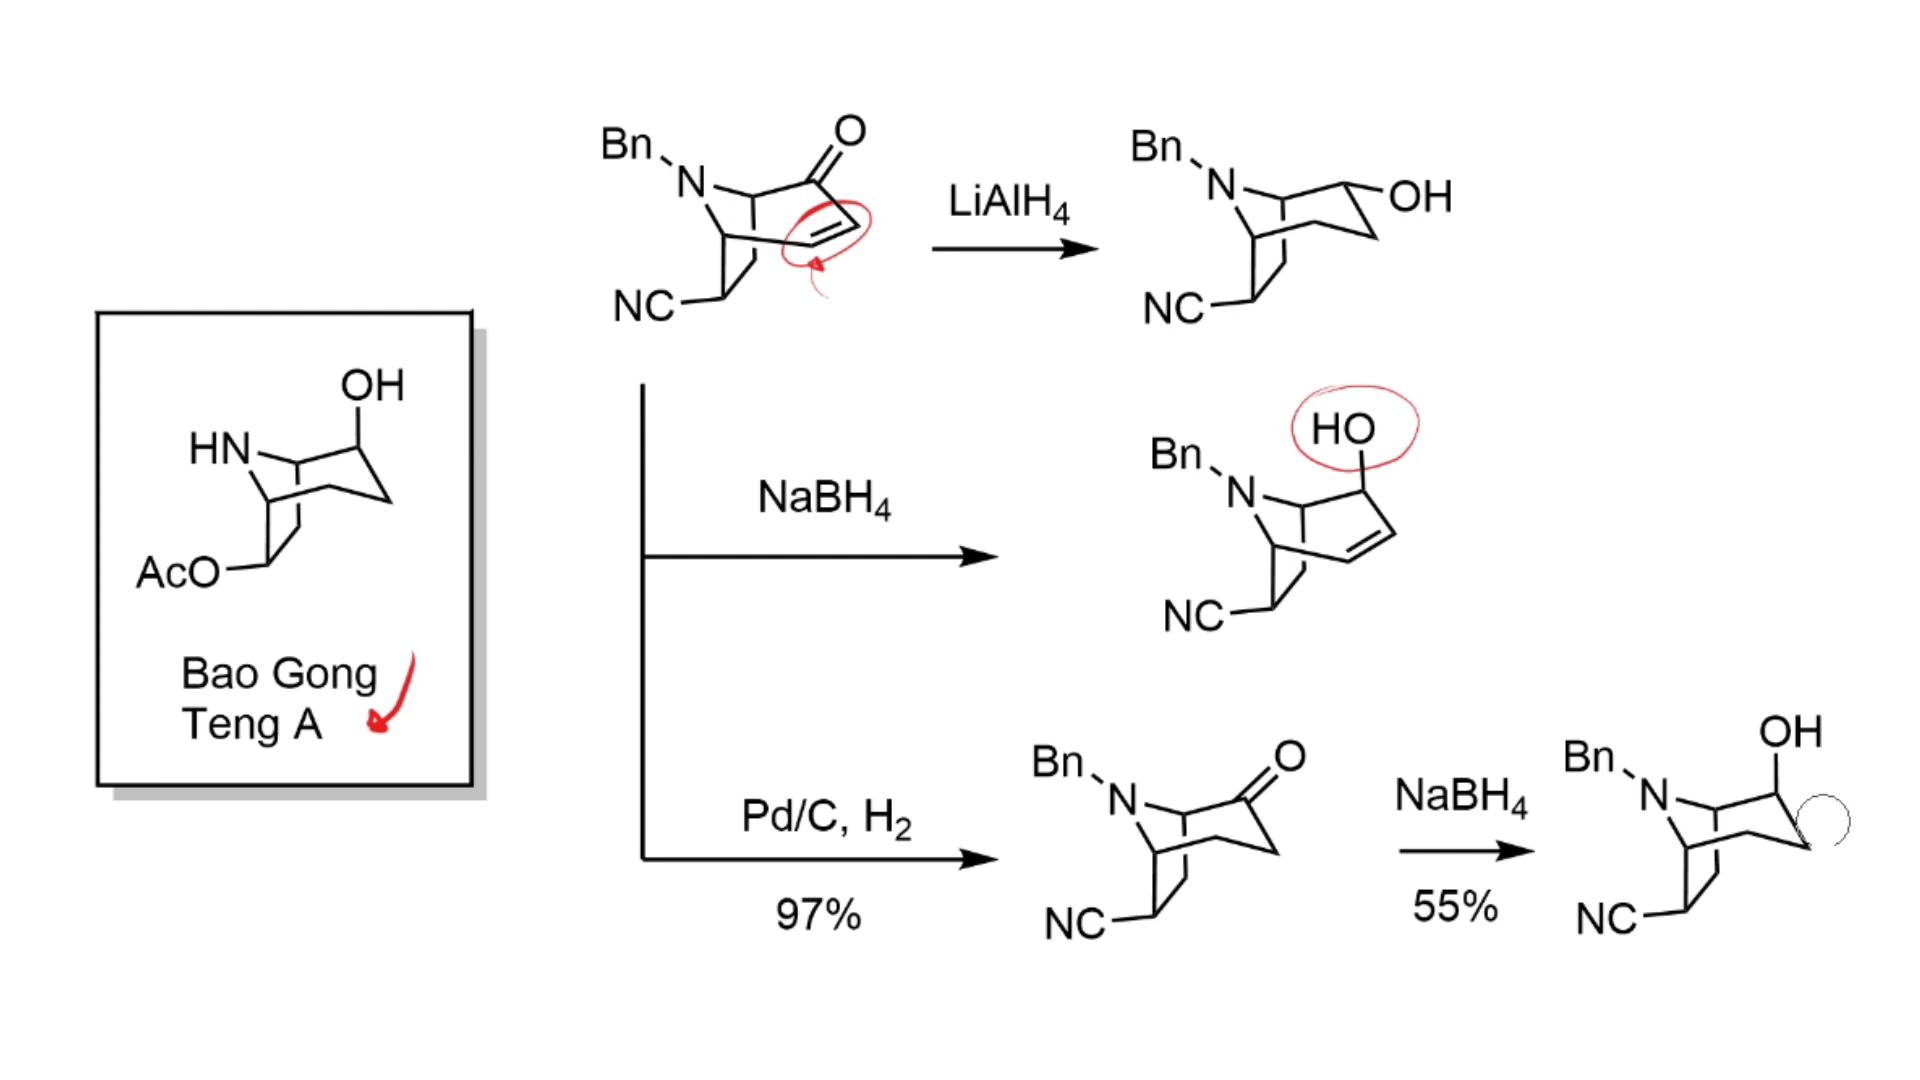 OH
HN
AcO
Bao Gong
Teng A
Bn
N
O
NC
LiAlH4
Bn
N
OH
NC
NaBH4
HO
Bn
N
NC
Pd/C, H2
97%
Bn
N
O
NC
NaBH4
55%
OH
Bn
N
NC